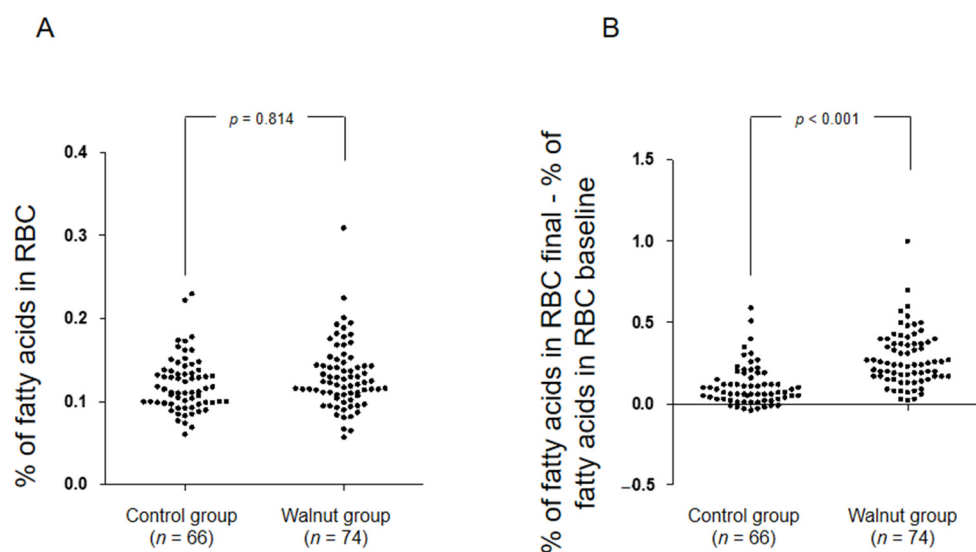 A
p = 0.814
0.4
0.3
0.2
0.1
0.0
% of fatty acids in RBC
Control group
(n = 66)
Walnut group
(n = 74)
B
p < 0.001
1.5
1.0
0.5
0.0
–0.5
% of fatty acids in RBC final - % of
fatty acids in RBC baseline
Control group
(n = 66)
Walnut group
(n = 74)